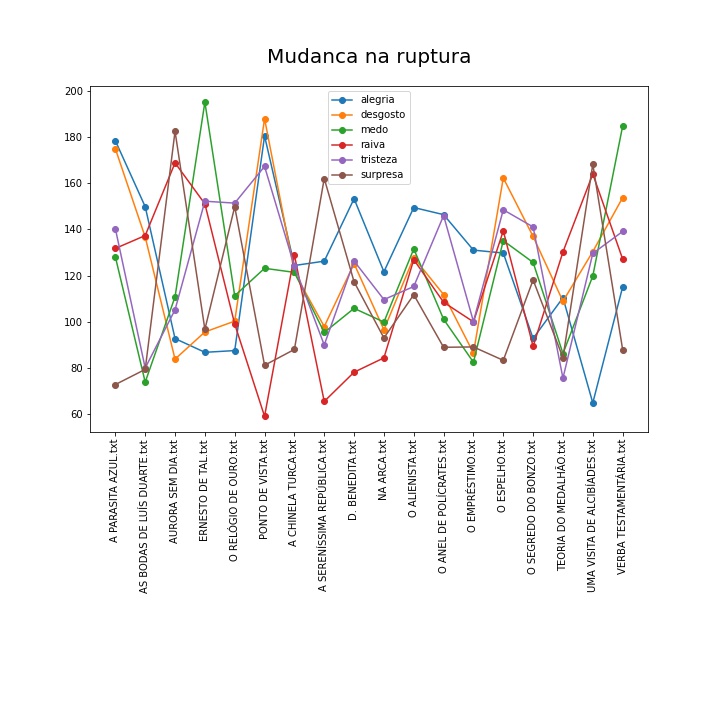 Mudanca na ruptura
200
180
160
140
120
100
80
60
alegria
desgosto
medo
raiva
tristeza
surpresa
A PARASITA AZUL.txt
AS BODAS DE LUÍS DUARTE.txt
AURORA SEM DIA.txt
ERNESTO DE TAL.txt
O RELÓGIO DE OURO.txt
PONTO DE VISTA.txt
A CHINELA TURCA.txt
A SERENÍSSIMA REPÚBLICA.txt
D. BENEDITA.txt
NA ARCA.txt
O ALIENISTA.txt
O ANEL DE POLÍCRATES.txt
O EMPRÉSTIMO.txt
O ESPELHO.txt
O SEGREDO DO BONZO.txt
TEORIA DO MEDALHÃO.txt
UMA VISITA DE ALCIBÍADES.txt
VERBA TESTAMENTÁRIA.txt